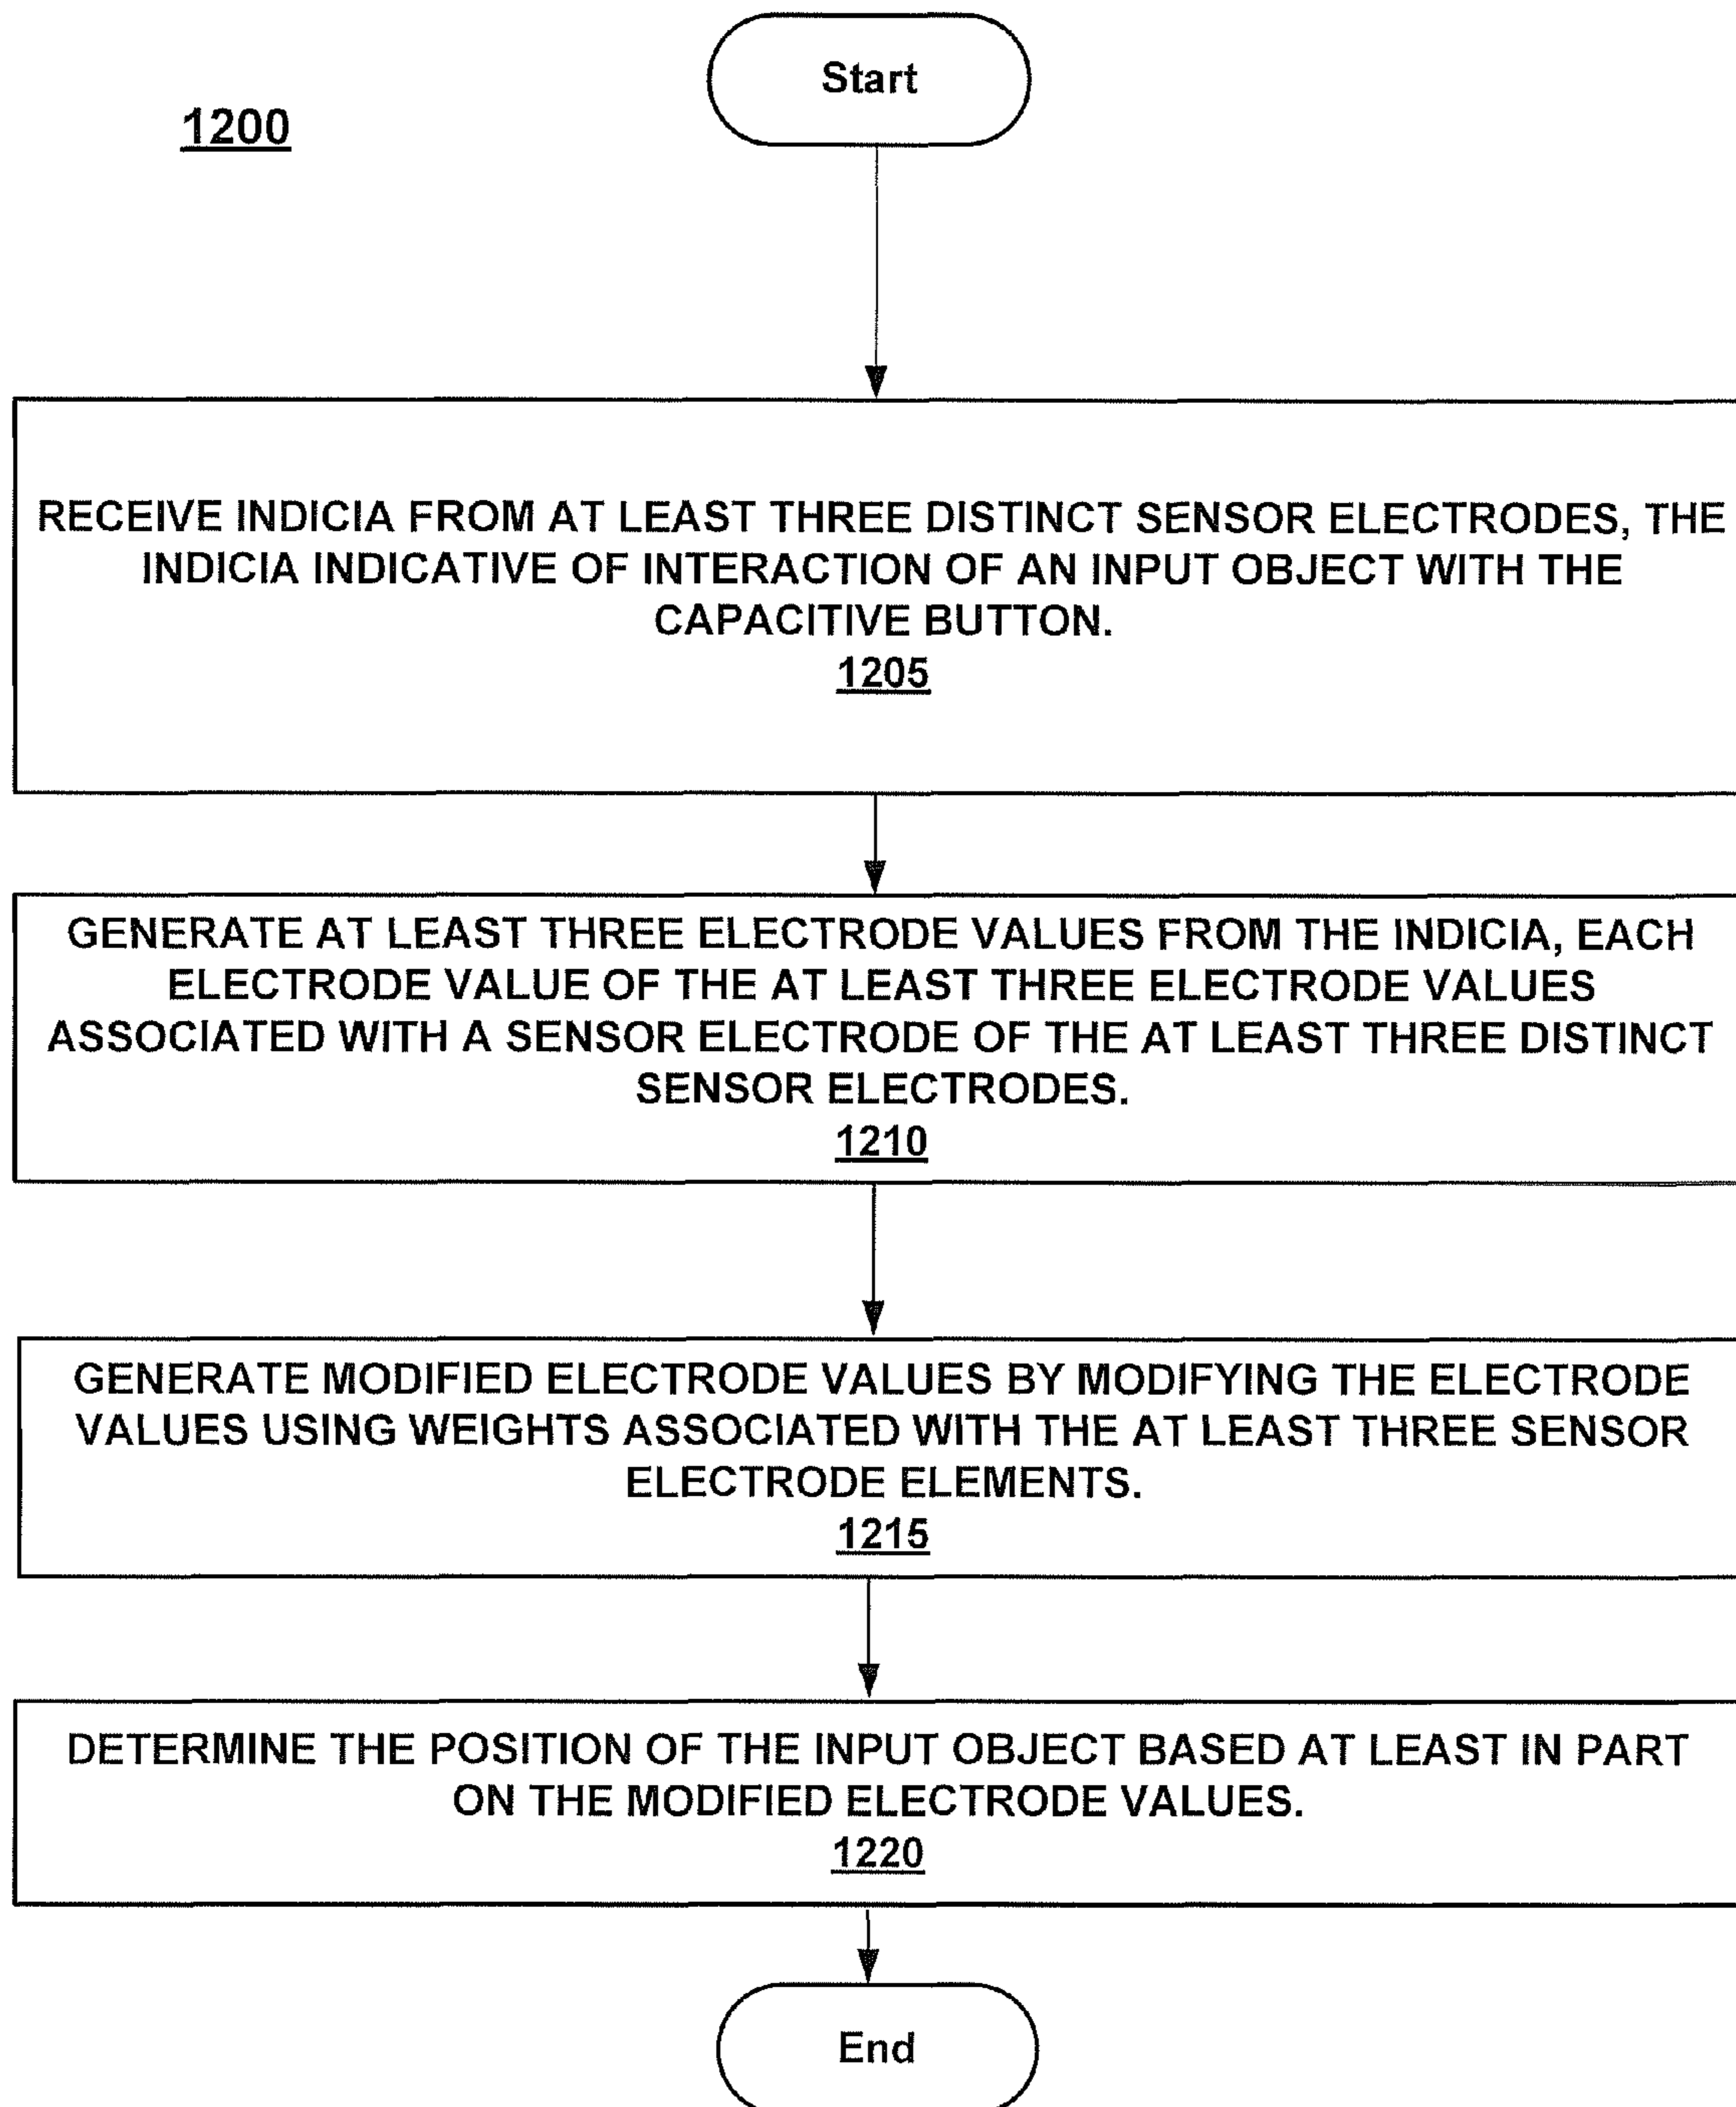 Start
1200
RECEIVE INDICIA FROM AT LEAST THREE DISTINCT SENSOR ELECTRODES, THE
INDICIA INDICATIVE OF INTERACTION OF AN INPUT OBJECT WITH THE
CAPACITIVE BUTTON.
1205
GENERATE AT LEAST THREE ELECTRODE VALUES FROM THE INDICIA, EACH
ELECTRODE VALUE OF THE AT LEAST THREE ELECTRODE VALUES
ASSOCIATED WITH A SENSOR ELECTRODE OF THE AT LEAST THREE DISTINCT
SENSOR ELECTRODES.
1210
GENERATE MODIFIED ELECTRODE VALUES BY MODIFYING THE ELECTRODE
VALUES USING WEIGHTS ASSOCIATED WITH THE AT LEAST THREE SENSOR
ELECTRODE ELEMENTS.
1215
DETERMINE THE POSITION OF THE INPUT OBJECT BASED AT LEAST IN PART
ON THE MODIFIED ELECTRODE VALUES.
1220
End